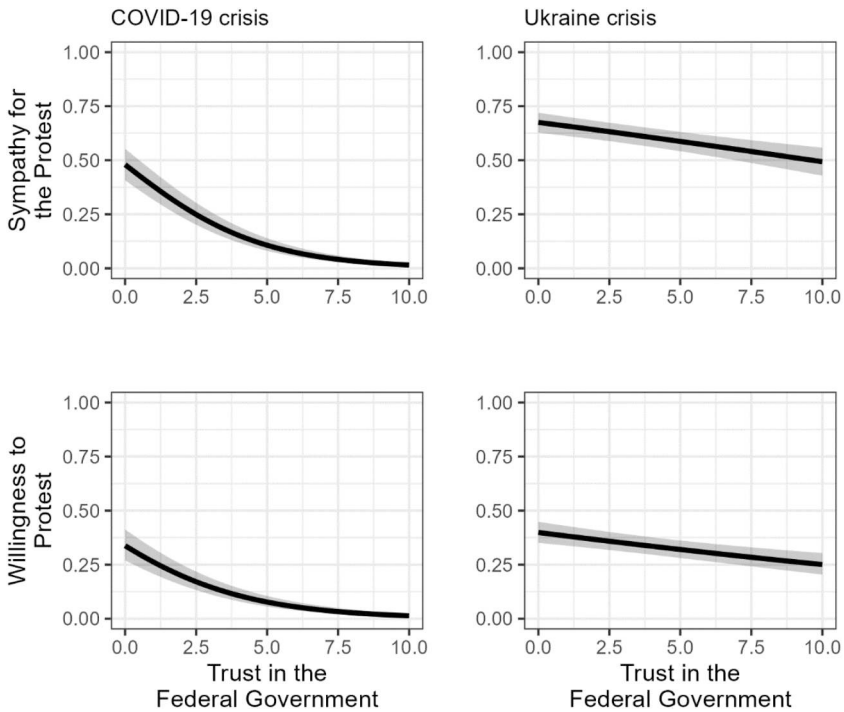 COVID-19 crisis
Ukraine crisis
Sympathy for
the Protest
1.00
0.75
0.50
0.25
0.00
0.0 2.5 5.0 7.5 10.0
1.00
0.75
0.50
0.25
0.00
0.0 2.5 5.0 7.5 10.0
Willingness to
Protest
1.00
0.75
0.50
0.25
0.00
0.0 2.5 5.0 7.5 10.0
Trust in the
Federal Government
1.00
0.75
0.50
0.25
0.00
0.0 2.5 5.0 7.5 10.0
Trust in the
Federal Government